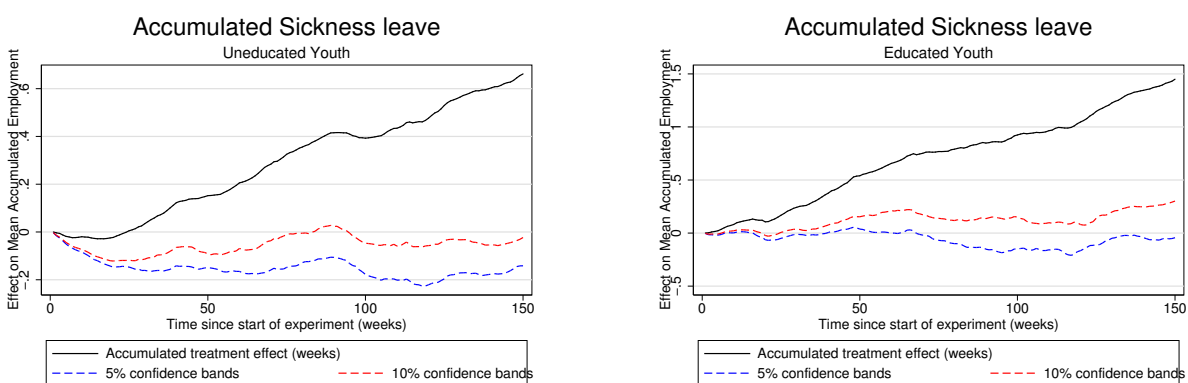 Accumulated Sickness leave
Uneducated Youth
Effect on Mean Accumulated Employment
.6
.4
.2
0
-.2
0 50 100 150
Time since start of experiment (weeks)
Accumulated treatment effect (weeks)
5% confidence bands 10% confidence bands
Accumulated Sickness leave
Educated Youth
Effect on Mean Accumulated Employment
1.5
1
.5
0
-.5
0 50 100 150
Time since start of experiment (weeks)
Accumulated treatment effect (weeks)
5% confidence bands 10% confidence bands